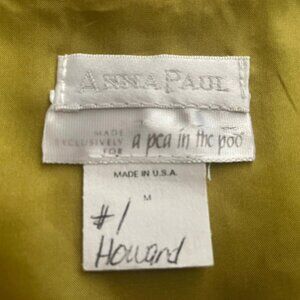 ANNA PAUL
MADE
EXCLUSIVELY
FOR
a pea in the pod
MADE IN U.S.A.
M
#1
Howard